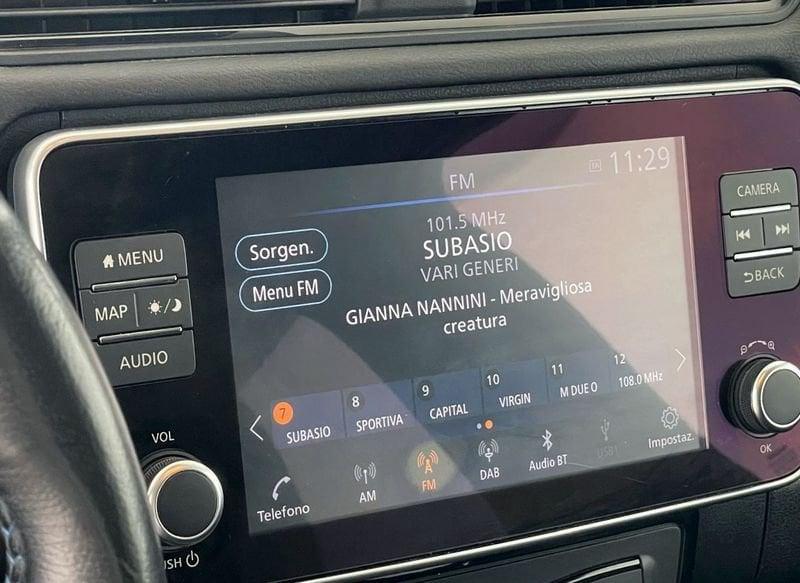 FM
TA 11:29
101.5 MHz
SUBASIO
VARI GENERI
Sorgen.
Menu FM
GIANNA NANNINI - Meravigliosa
creatura
7 SUBASIO
8 SPORTIVA
9 CAPITAL
10 VIRGIN
11 M DUE O
12 108.0 MHz
Telefono
AM
FM
DAB
Audio BT
USB1
Impostaz.
MENU
MAP
AUDIO
VOL
USH
CAMERA
BACK
OK